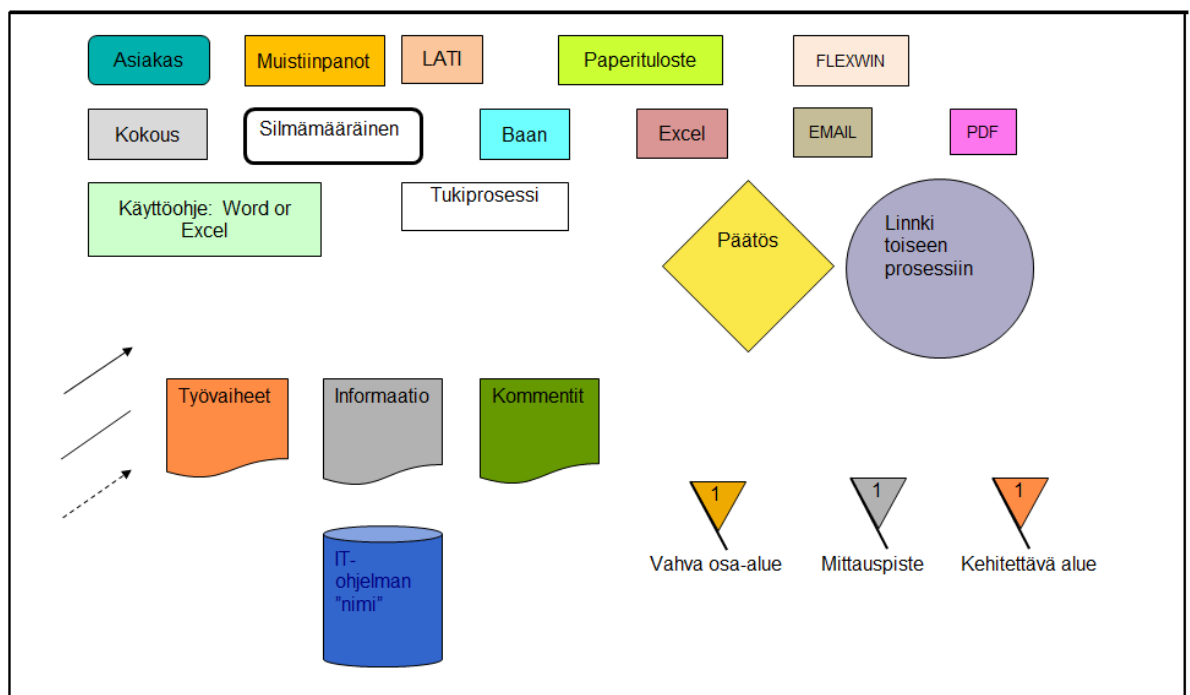 Asiakas
Muistiinpanot
LATI
Paperituloste
FLEXWIN
Kokous
Silmämääräinen
Baan
Excel
EMAIL
PDF
Käyttöohje: Word or
Excel
Tukiprosessi
Päätös
Linnki
toiseen
prosessiin
Työvaiheet
Informaatio
Kommentit
1
1
1
Vahva osa-alue
Mittauspiste
Kehitettävä alue
IT-
ohjelman
"nimi"